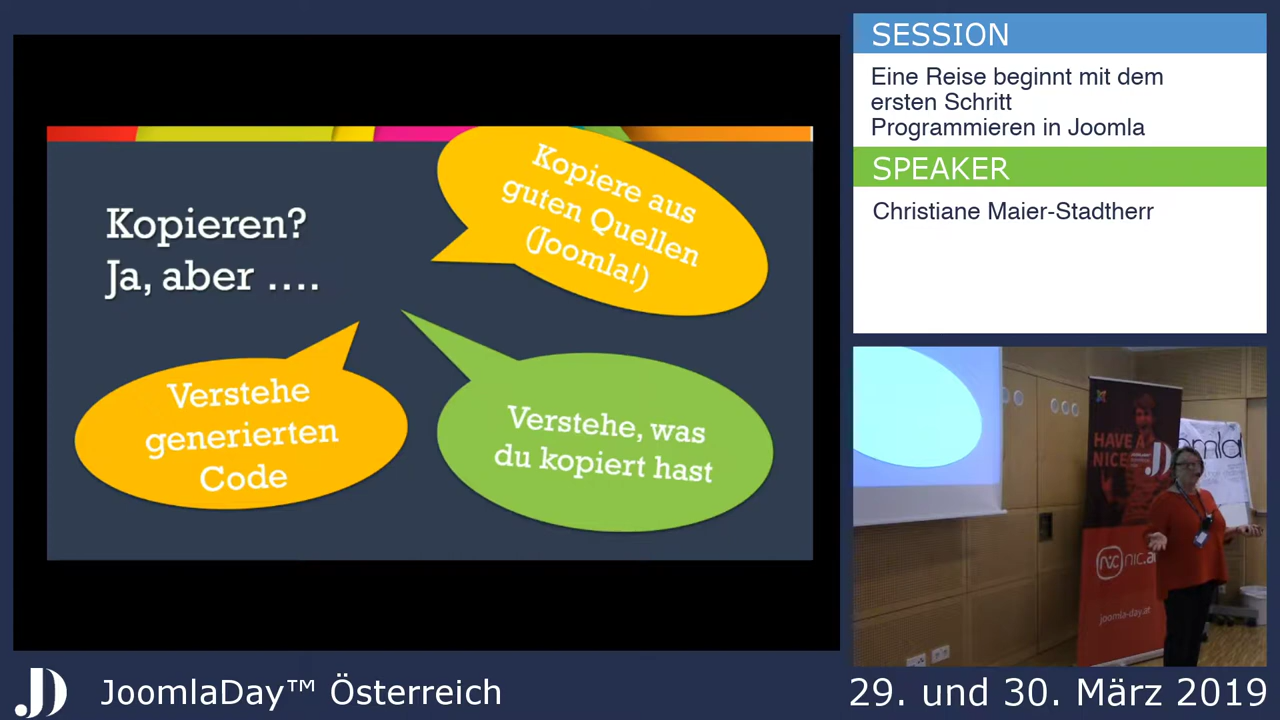 Kopieren?
Ja, aber ....
Kopiere aus
guten Quellen
(Joomla!)
Verstehe
generierten
Code
Verstehe, was
du kopiert hast
SESSION
Eine Reise beginnt mit dem
ersten Schritt
Programmieren in Joomla
SPEAKER
Christiane Maier-Stadtherr
HAVE A
NICE
nic.a
joomla-day.at
JoomlaDay™ Österreich
29. und 30. März 2019